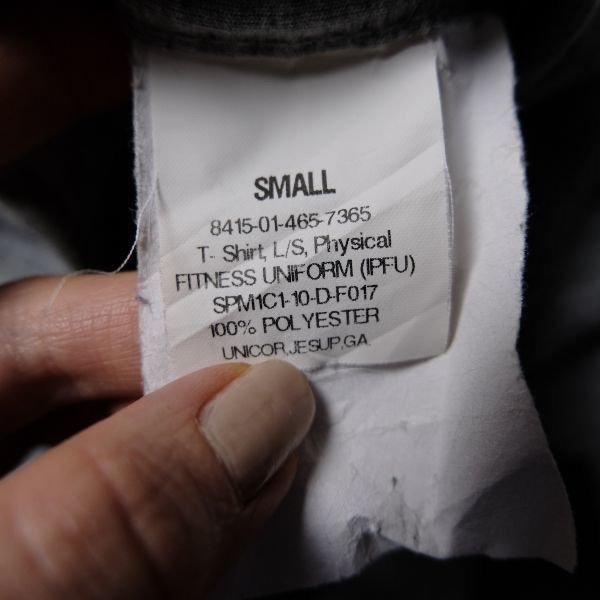 SMALL
8415-01-465-7365
T- Shirt, L/S, Physical
FITNESS UNIFORM (IPFU)
SPM1C1-10-D-F017
100% POLYESTER
UNICOR,JESUP,GA.